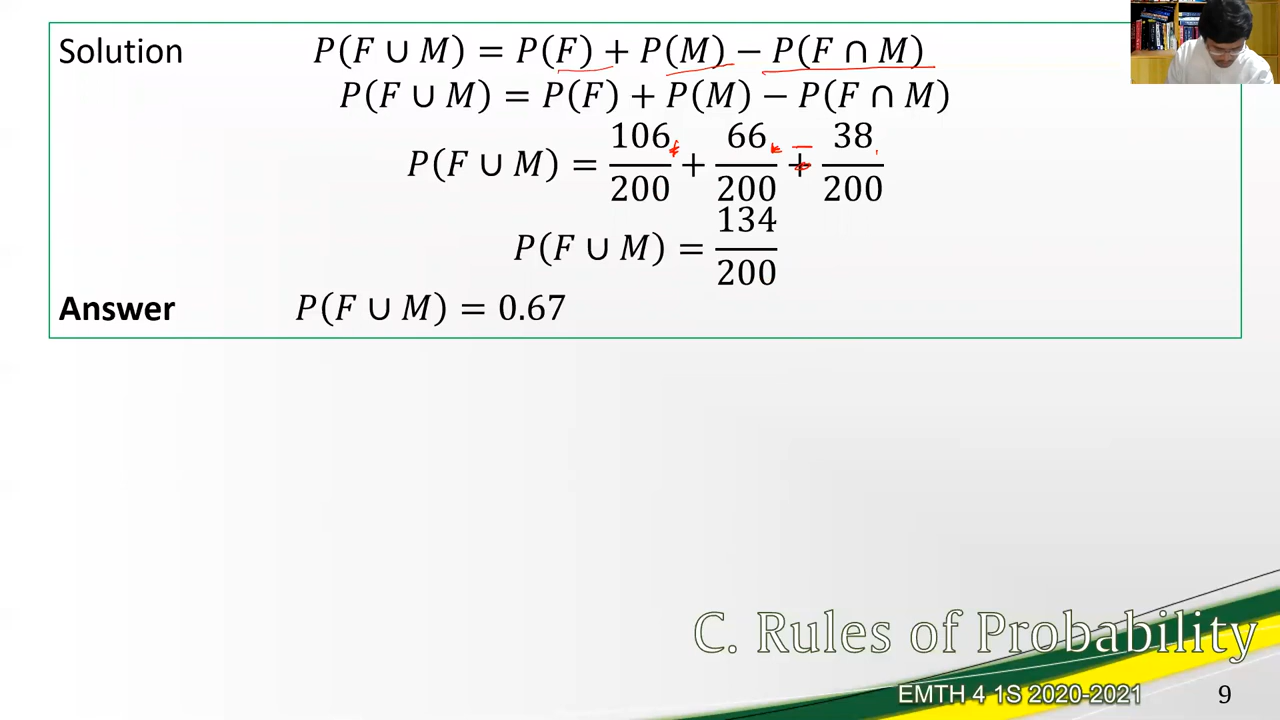 Solution P(F ∪ M) = P(F) + P(M) − P(F ∩ M)
P(F ∪ M) = P(F) + P(M) − P(F ∩ M)
P(F ∪ M) = 106/200 + 66/200 + 38/200
P(F ∪ M) = 134/200
Answer P(F ∪ M) = 0.67
C. Rules of Probability
EMTH 4 1S 2020-2021 9